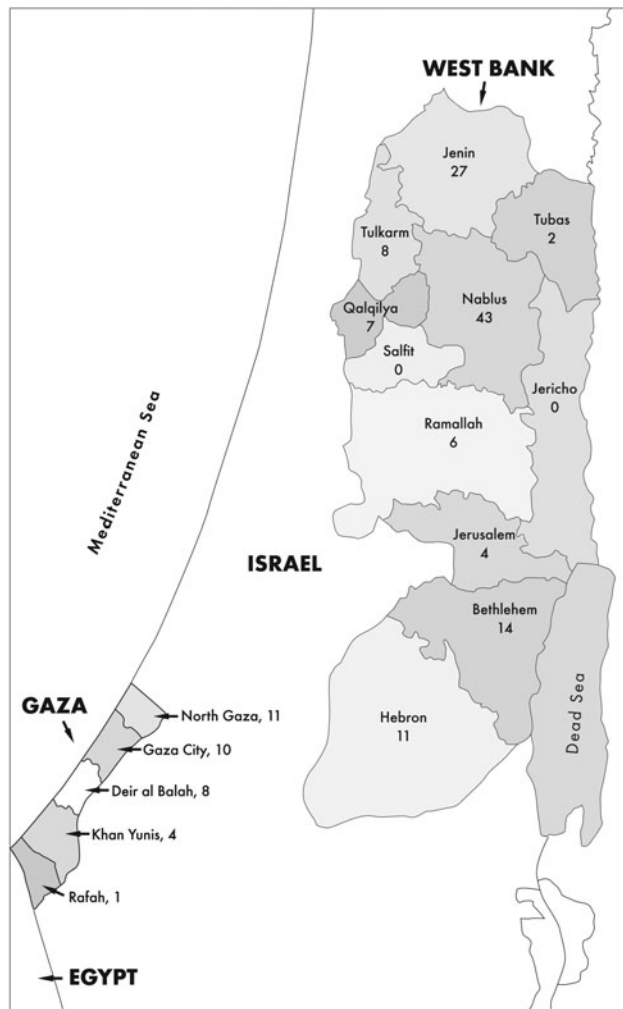 WEST BANK
Jenin
27
Tubas
2
Tulkarm
8
Nablus
43
Qalqilya
7
Salfit
0
Jericho
0
Ramallah
6
Mediterranean Sea
Jerusalem
4
ISRAEL
Bethlehem
14
Dead Sea
Hebron
11
GAZA
North Gaza, 11
Gaza City, 10
Deir al Balah, 8
Khan Yunis, 4
Rafah, 1
EGYPT